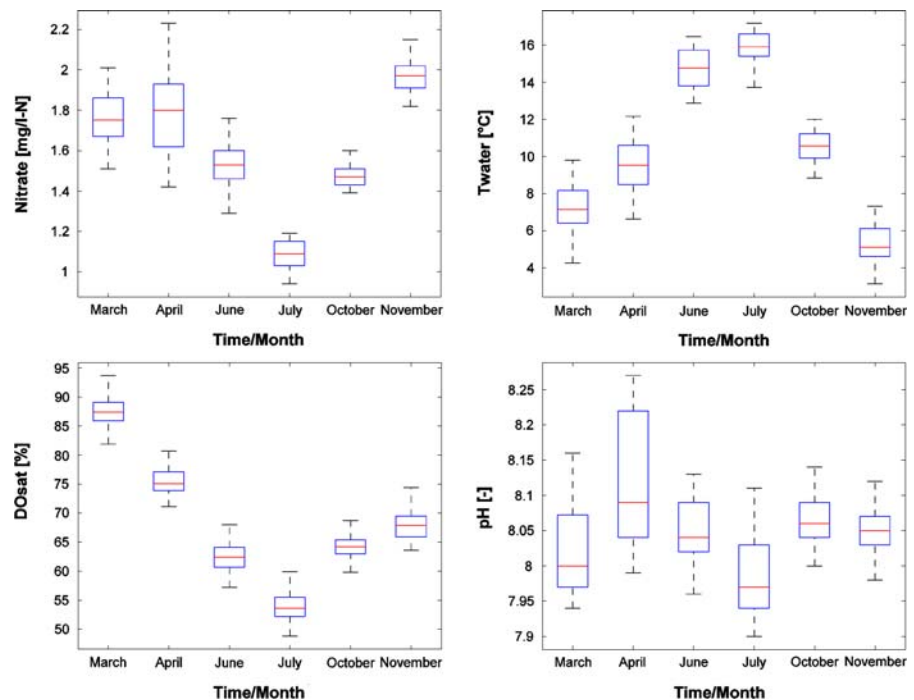 Nitrate [mg/l-N]
2.2
2
1.8
1.6
1.4
1.2
1
March April June July October November
Time/Month
Twater [°C]
16
14
12
10
8
6
4
March April June July October November
Time/Month
DOsat [%]
95
90
85
80
75
70
65
60
55
50
March April June July October November
Time/Month
pH [-]
8.25
8.2
8.15
8.1
8.05
8
7.95
7.9
March April June July October November
Time/Month